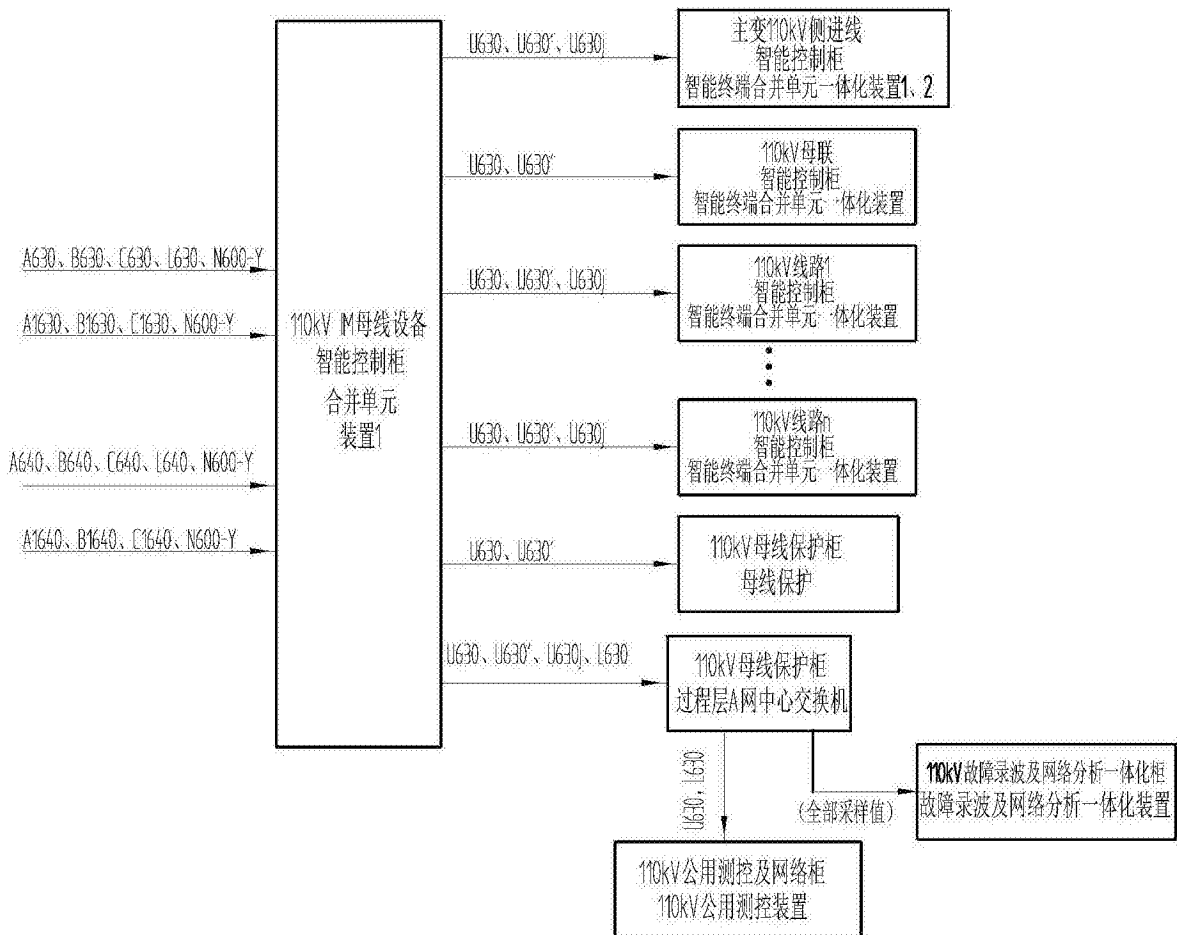 A630、B630、C630、L630、N600-Y
A1630、B1630、C1630、N600-Y
A640、B640、C640、L640、N600-Y
A1640、B1640、C1640、N600-Y
110kV IM母线设备
智能控制柜
合并单元
装置1
U630、U630′、U630j
主变110kV侧进线
智能控制柜
智能终端合并单元一体化装置1、2
U630、U630′
110kV母联
智能控制柜
智能终端合并单元一体化装置
U630、U630′、U630j
110kV线路1
智能控制柜
智能终端合并单元一体化装置
U630、U630′、U630j
110kV线路n
智能控制柜
智能终端合并单元一体化装置
U630、U630′
110kV母线保护柜
母线保护
U630、U630′、U630j、L630
110kV母线保护柜
过程层A网中心交换机
U630、L630
(全部采样值)
110kV故障录波及网络分析一体化柜
故障录波及网络分析一体化装置
110kV公用测控及网络柜
110kV公用测控装置